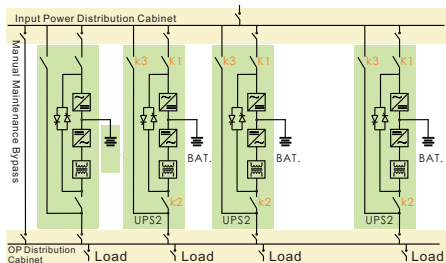 Input Power Distribution Cabinet
Manual Maintenance Bypass
k3 K1
k3 K1
k3 K1
BAT.
BAT.
BAT.
k2
k2
k2
UPS2
UPS2
OP Distribution
Cabinet
Load
Load
Load
Load